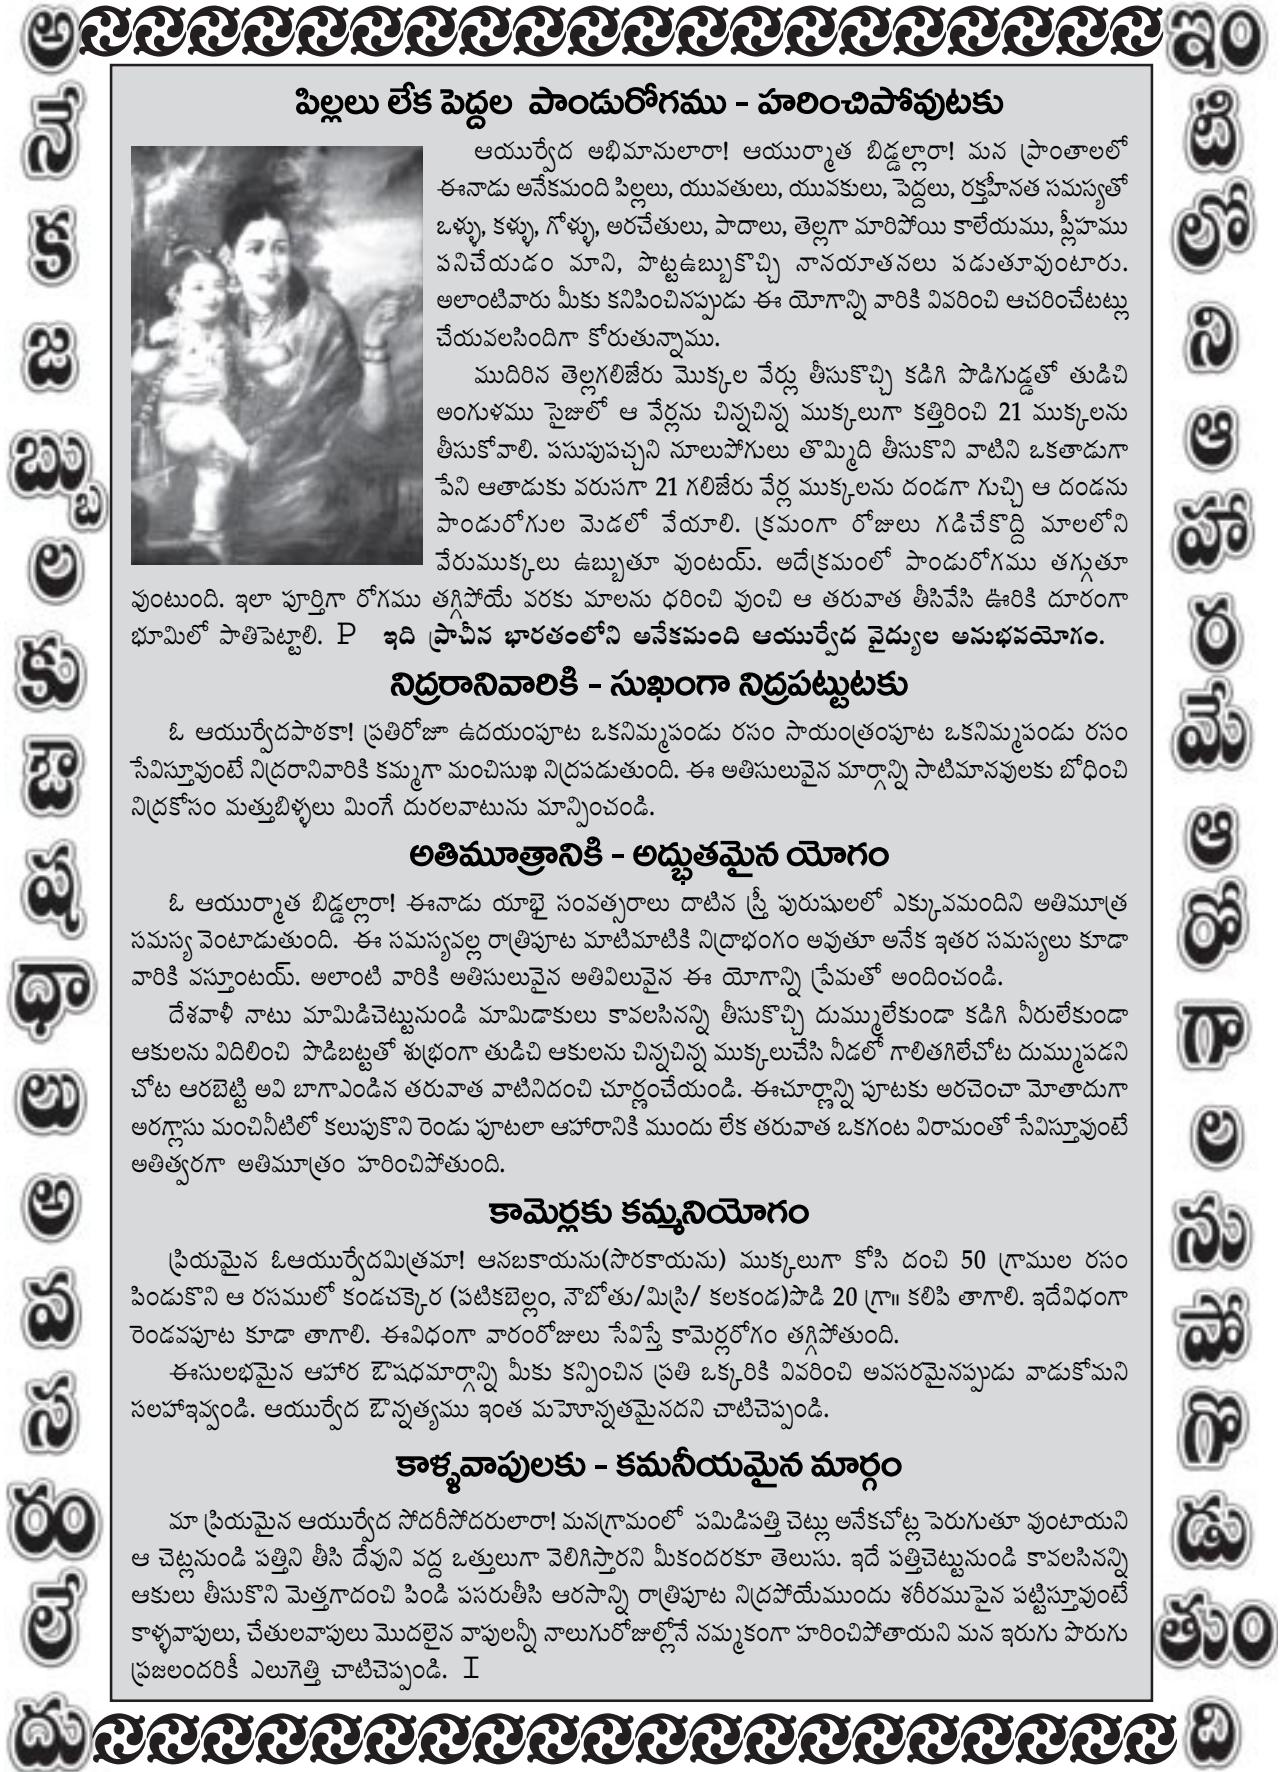 పిల్లలు లేక పెద్దల పాండురోగము - హరించిపోవుటకు
ఆయుర్వేద అభిమానులారా! ఆయుర్మాత బిడ్డల్లారా! మన ప్రాంతాలలో
ఈనాడు అనేకమంది పిల్లలు, యువతులు, యువకులు, పెద్దలు, రక్తహీనత సమస్యతో
ఒళ్ళు, కళ్ళు, గోళ్ళు, అరచేతులు, పాదాలు, తెల్లగా మారిపోయి కాలేయము, ప్లీహము
పనిచేయడం మాని, పొట్టఉబ్బుకొచ్చి నానయాతనలు పడుతూవుంటారు.
అలాంటివారు మీకు కనిపించినప్పుడు ఈ యోగాన్ని వారికి వివరించి ఆచరించేటట్లు
చేయవలసిందిగా కోరుతున్నాము.
ముదిరిన తెల్లగలిజేరు మొక్కల వేర్లు తీసుకొచ్చి కడిగి పొడిగుడ్డతో తుడిచి
అంగుళము సైజులో ఆ వేర్లను చిన్నచిన్న ముక్కలుగా కత్తిరించి 21 ముక్కలను
తీసుకోవాలి. పసుపుపచ్చని నూలుపోగులు తొమ్మిది తీసుకొని వాటిని ఒకతాడుగా
పేని ఆతాడుకు వరుసగా 21 గలిజేరు వేర్ల ముక్కలను దండగా గుచ్చి ఆ దండను
పాండురోగుల మెడలో వేయాలి. క్రమంగా రోజులు గడిచేకొద్ది మాలలోని
వేరుముక్కలు ఉబ్బుతూ వుంటయ్. అదేక్రమంలో పాండురోగము తగ్గుతూ
వుంటుంది. ఇలా పూర్తిగా రోగము తగ్గిపోయే వరకు మాలను ధరించి వుంచి ఆ తరువాత తీసివేసి ఊరికి దూరంగా
భూమిలో పాతిపెట్టాలి. P ఇది ప్రాచీన భారతంలోని అనేకమంది ఆయుర్వేద వైద్యుల అనుభవయోగం.
నిద్రరానివారికి - సుఖంగా నిద్రపట్టుటకు
ఓ ఆయుర్వేదపాఠకా! ప్రతిరోజూ ఉదయంపూట ఒకనిమ్మపండు రసం సాయంత్రంపూట ఒకనిమ్మపండు రసం
సేవిస్తూవుంటే నిద్రరానివారికి కమ్మగా మంచిసుఖ నిద్రపడుతుంది. ఈ అతిసులువైన మార్గాన్ని సాటిమానవులకు బోధించి
నిద్రకోసం మత్తుబిళ్ళలు మింగే దురలవాటును మాన్పించండి.
అతిమూత్రానికి - అద్భుతమైన యోగం
ఓ ఆయుర్మాత బిడ్డల్లారా! ఈనాడు యాభై సంవత్సరాలు దాటిన స్త్రీ పురుషులలో ఎక్కువమందిని అతిమూత్ర
సమస్య వెంటాడుతుంది. ఈ సమస్యవల్ల రాత్రిపూట మాటిమాటికి నిద్రాభంగం అవుతూ అనేక ఇతర సమస్యలు కూడా
వారికి వస్తూంటయ్. అలాంటి వారికి అతిసులువైన అతివిలువైన ఈ యోగాన్ని ప్రేమతో అందించండి.
దేశవాళీ నాటు మామిడిచెట్టునుండి మామిడాకులు కావలసినన్ని తీసుకొచ్చి దుమ్ములేకుండా కడిగి నీరులేకుండా
ఆకులను విదిలించి పొడిబట్టతో శుభ్రంగా తుడిచి ఆకులను చిన్నచిన్న ముక్కలుచేసి నీడలో గాలితగిలేచోట దుమ్ముపడని
చోట ఆరబెట్టి అవి బాగాఎండిన తరువాత వాటినిదంచి చూర్ణంచేయండి. ఈచూర్ణాన్ని పూటకు అరచెంచా మోతాదుగా
అరగ్లాసు మంచినీటిలో కలుపుకొని రెండు పూటలా ఆహారానికి ముందు లేక తరువాత ఒకగంట విరామంతో సేవిస్తూవుంటే
అతిత్వరగా అతిమూత్రం హరించిపోతుంది.
కామెర్లకు కమ్మనియోగం
ప్రియమైన ఓఆయుర్వేదమిత్రమా! ఆనబకాయను(సొరకాయను) ముక్కలుగా కోసి దంచి 50 గ్రాముల రసం
పిండుకొని ఆ రసములో కండచక్కెర (పటికబెల్లం, నౌబోతు/మిస్రి/ కలకండ)పొడి 20 గ్రా॥ కలిపి తాగాలి. ఇదేవిధంగా
రెండవపూట కూడా తాగాలి. ఈవిధంగా వారంరోజులు సేవిస్తే కామెర్లరోగం తగ్గిపోతుంది.
ఈసులభమైన ఆహార ఔషధమార్గాన్ని మీకు కన్పించిన ప్రతి ఒక్కరికి వివరించి అవసరమైనప్పుడు వాడుకోమని
సలహాఇవ్వండి. ఆయుర్వేద ఔన్నత్యము ఇంత మహెూన్నతమైనదని చాటిచెప్పండి.
కాళ్ళవాపులకు - కమనీయమైన మార్గం
మా ప్రియమైన ఆయుర్వేద సోదరీసోదరులారా! మనగ్రామంలో పమిడిపత్తి చెట్లు అనేకచోట్ల పెరుగుతూ వుంటాయని
ఆ చెట్లనుండి పత్తిని తీసి దేవుని వద్ద ఒత్తులుగా వెలిగిస్తారని మీకందరకూ తెలుసు. ఇదే పత్తిచెట్టునుండి కావలసినన్ని
ఆకులు తీసుకొని మెత్తగాదంచి పిండి పసరుతీసి ఆరసాన్ని రాత్రిపూట నిద్రపోయేముందు శరీరముపైన పట్టిస్తూవుంటే
కాళ్ళవాపులు, చేతులవాపులు మొదలైన వాపులన్నీ నాలుగురోజుల్లోనే నమ్మకంగా హరించిపోతాయని మన ఇరుగు పొరుగు
ప్రజలందరికీ ఎలుగెత్తి చాటిచెప్పండి. I
అనేక జబ్బులకు ఔషధాలు అవసరంలేదు
ఇంటిలోని ఆహారమే ఆరోగ్గాలను పోగొడుతుంది